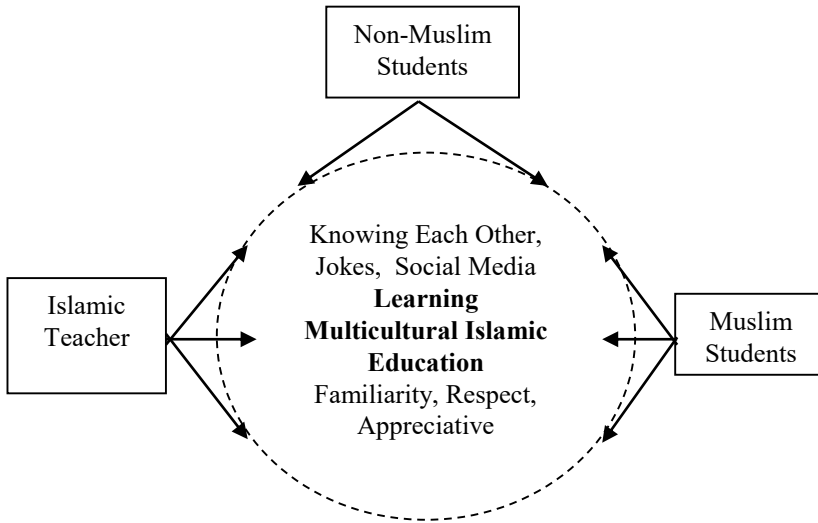 Non-Muslim
Students
Knowing Each Other,
Jokes, Social Media
Learning
Multicultural Islamic
Education
Familiarity, Respect,
Appreciative
Islamic
Teacher
Muslim
Students